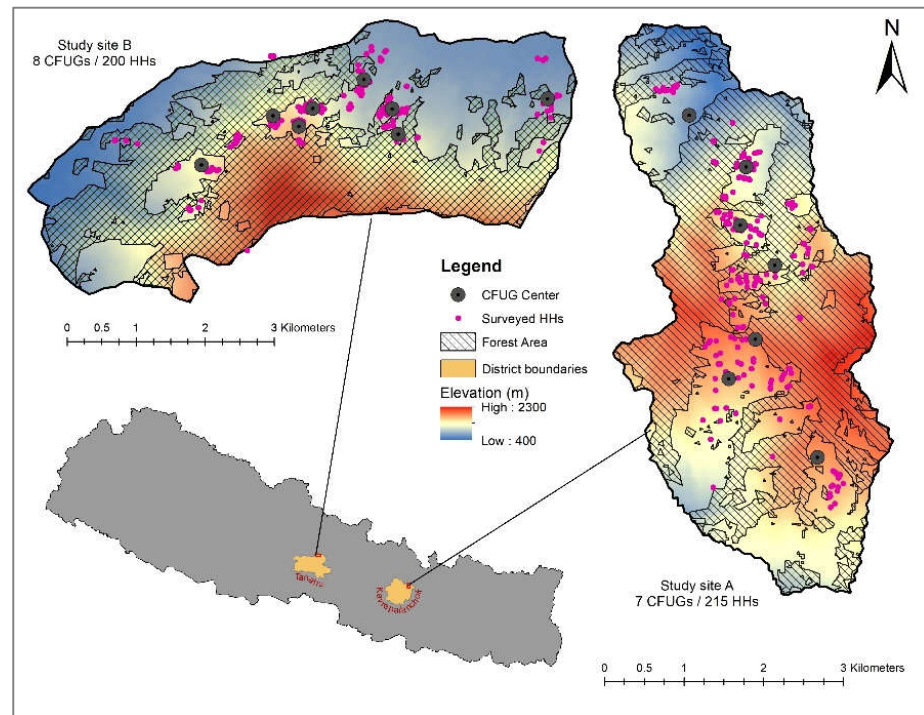 Study site B
8 CFUGs / 200 HHs
N
0 0.5 1 2 3 Kilometers
Legend
CFUG Center
Surveyed HHs
Forest Area
District boundaries
Elevation (m)
High : 2300
Low : 400
Tanahu
Kavrepalanchok
Study site A
7 CFUGs / 215 HHs
0 0.5 1 2 3 Kilometers